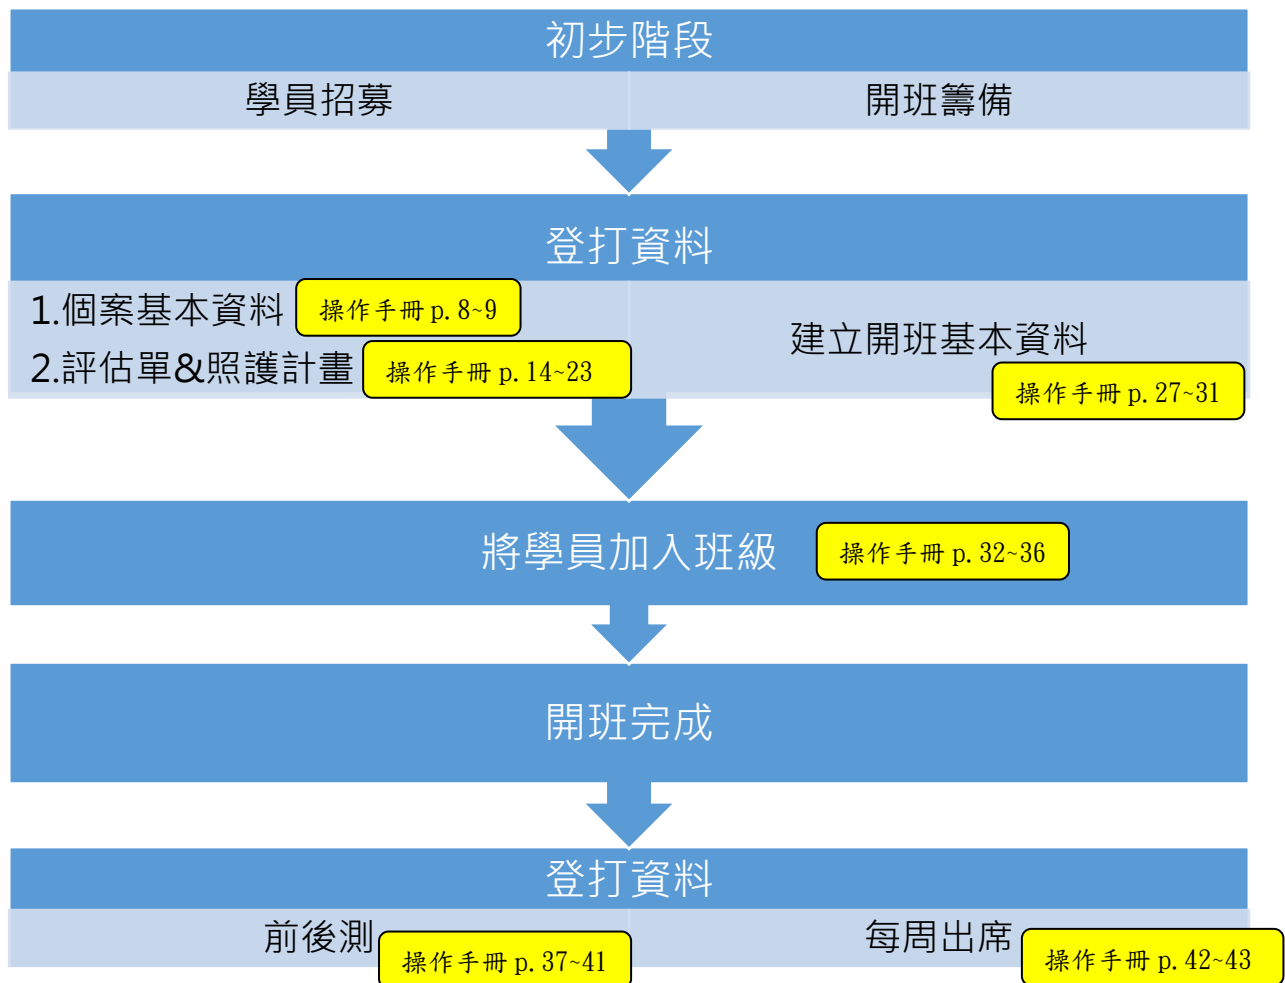 初步階段
學員招募
開班籌備
登打資料
1.個案基本資料 操作手冊 p. 8~9
2.評估單&照護計畫 操作手冊 p. 14~23
建立開班基本資料
操作手冊 p. 27~31
將學員加入班級 操作手冊 p. 32~36
開班完成
登打資料
前後測 操作手冊 p. 37~41
每周出席 操作手冊 p. 42~43